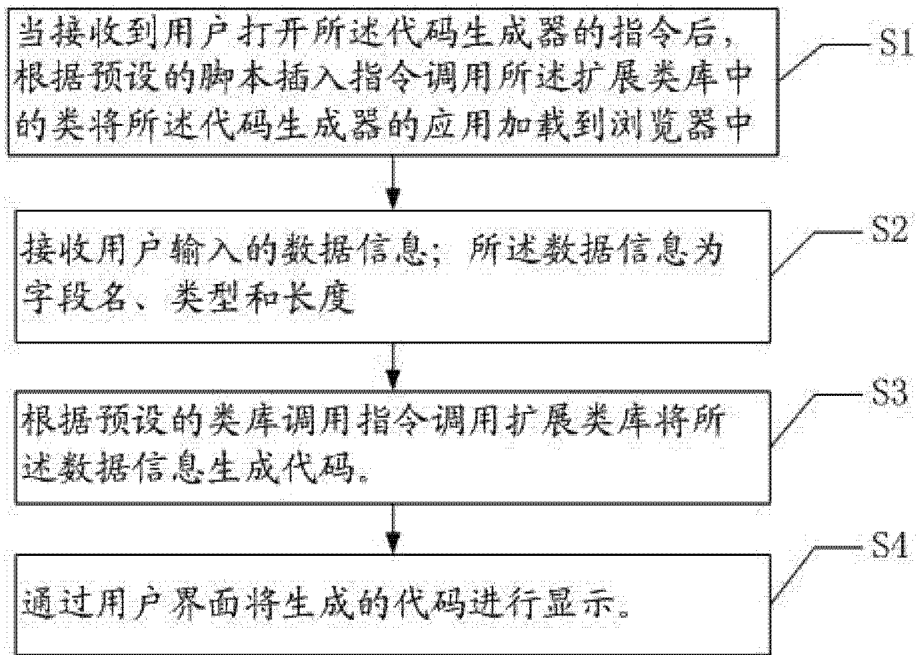 当接收到用户打开所述代码生成器的指令后，
根据预设的脚本插入指令调用所述扩展类库中
的类将所述代码生成器的应用加载到浏览器中
S1
接收用户输入的数据信息；所述数据信息为
字段名、类型和长度
S2
根据预设的类库调用指令调用扩展类库将所
述数据信息生成代码。
S3
通过用户界面将生成的代码进行显示。
S4